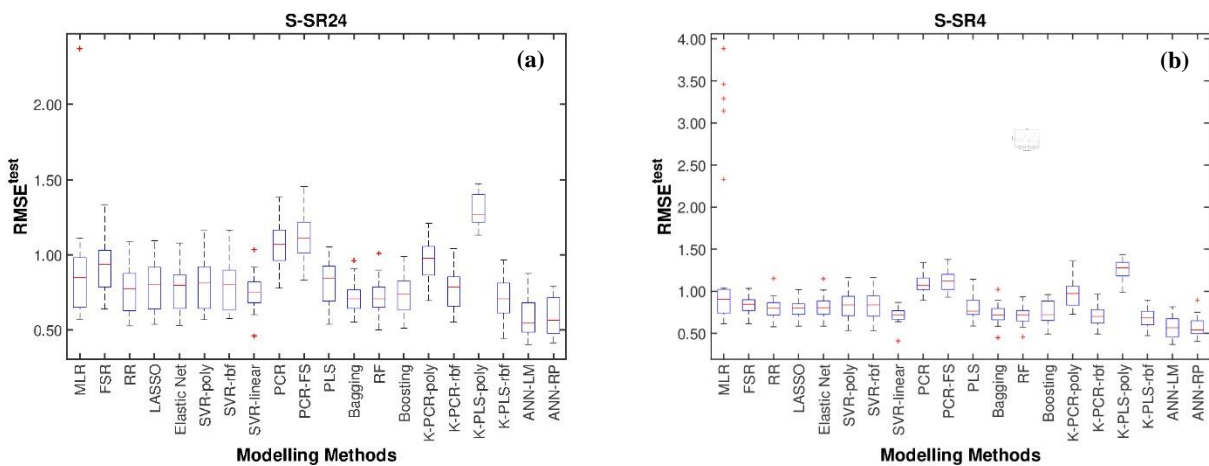 S-SR24
(a)
RMSE^test
2.00
1.50
1.00
0.50
MLR
FSR
RR
LASSO
Elastic Net
SVR-poly
SVR-rbf
SVR-linear
PCR
PCR-FS
PLS
Bagging
RF
Boosting
K-PCR-poly
K-PCR-rbf
K-PLS-poly
K-PLS-rbf
ANN-LM
ANN-RP
Modelling Methods
S-SR4
(b)
RMSE^test
4.00
3.50
3.00
2.50
2.00
1.50
1.00
0.50
MLR
FSR
RR
LASSO
Elastic Net
SVR-poly
SVR-rbf
SVR-linear
PCR
PCR-FS
PLS
Bagging
RF
Boosting
K-PCR-poly
K-PCR-rbf
K-PLS-poly
K-PLS-rbf
ANN-LM
ANN-RP
Modelling Methods